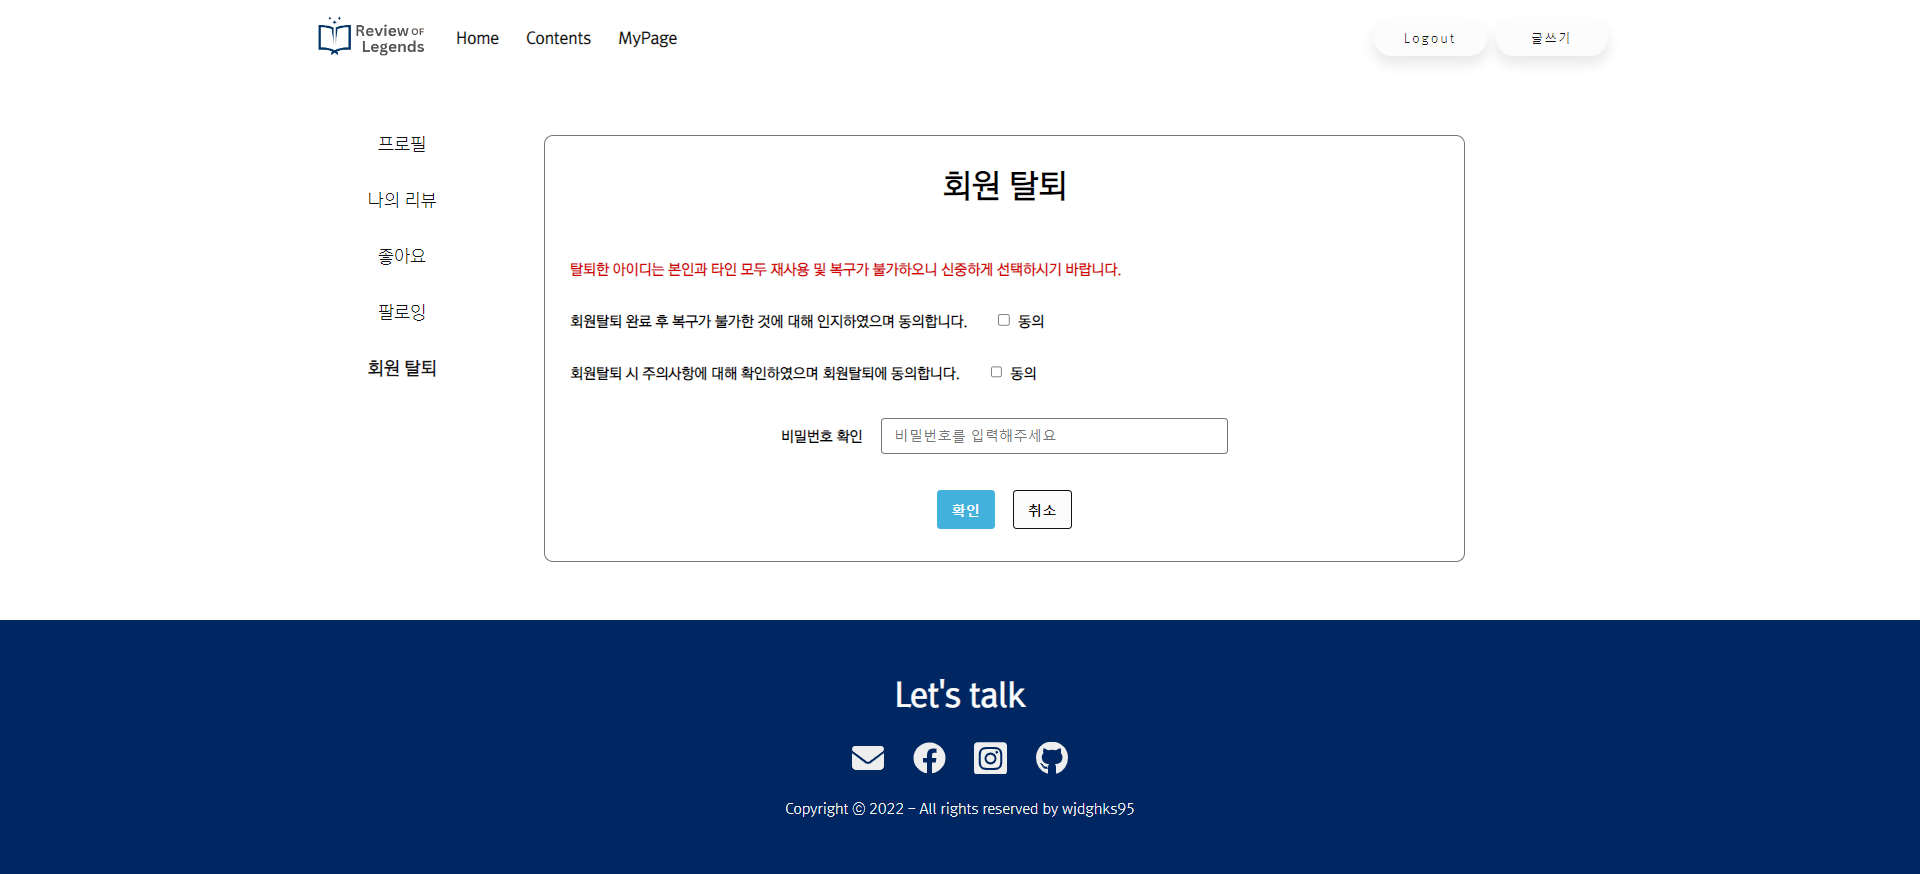 Review OF
Legends
Home
Contents
MyPage
Logout
글쓰기
프로필
나의 리뷰
좋아요
팔로잉
회원 탈퇴
회원 탈퇴
탈퇴한 아이디는 본인과 타인 모두 재사용 및 복구가 불가하오니 신중하게 선택하시기 바랍니다.
회원탈퇴 완료 후 복구가 불가한 것에 대해 인지하였으며 동의합니다. 동의
회원탈퇴 시 주의사항에 대해 확인하였으며 회원탈퇴에 동의합니다. 동의
비밀번호 확인 비밀번호를 입력해주세요
확인 취소
Let's talk
Copyright © 2022 - All rights reserved by wjdghks95